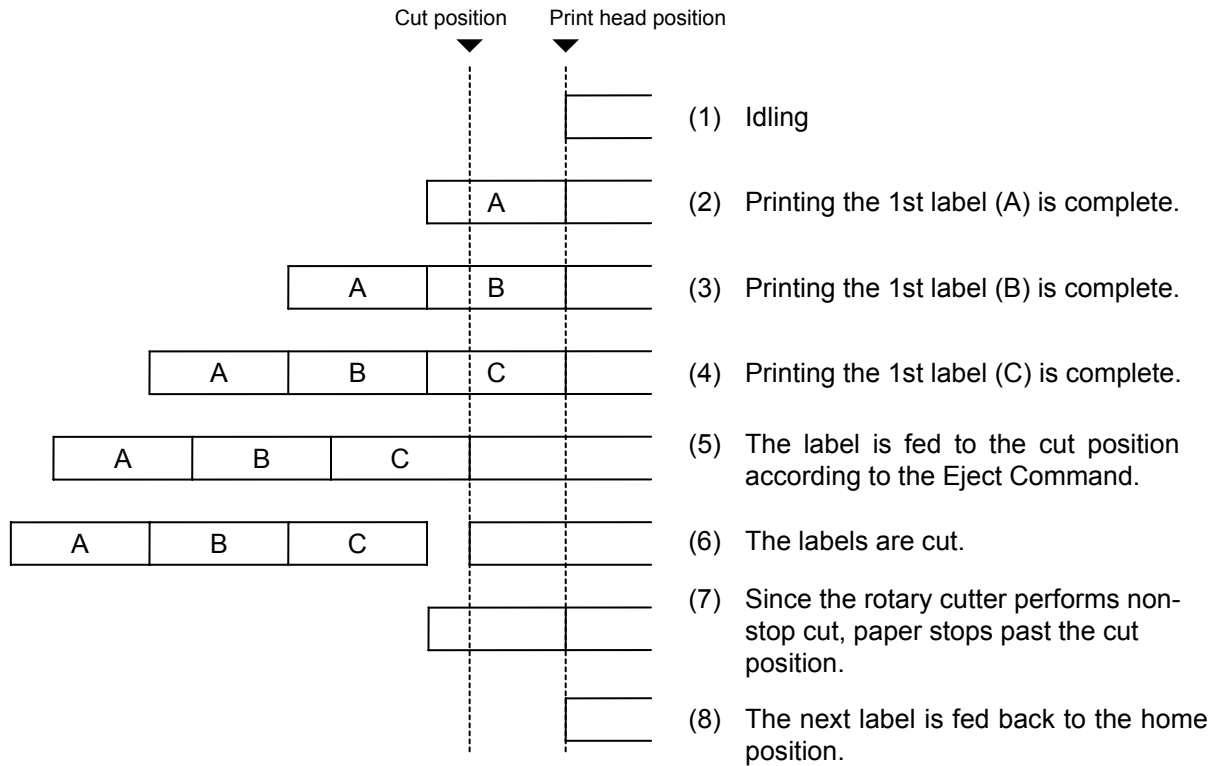 Cut position Print head position
(1) Idling
A (2) Printing the 1st label (A) is complete.
A B (3) Printing the 1st label (B) is complete.
A B C (4) Printing the 1st label (C) is complete.
A B C (5) The label is fed to the cut position
according to the Eject Command.
A B C (6) The labels are cut.
(7) Since the rotary cutter performs non-
stop cut, paper stops past the cut
position.
(8) The next label is fed back to the home
position.